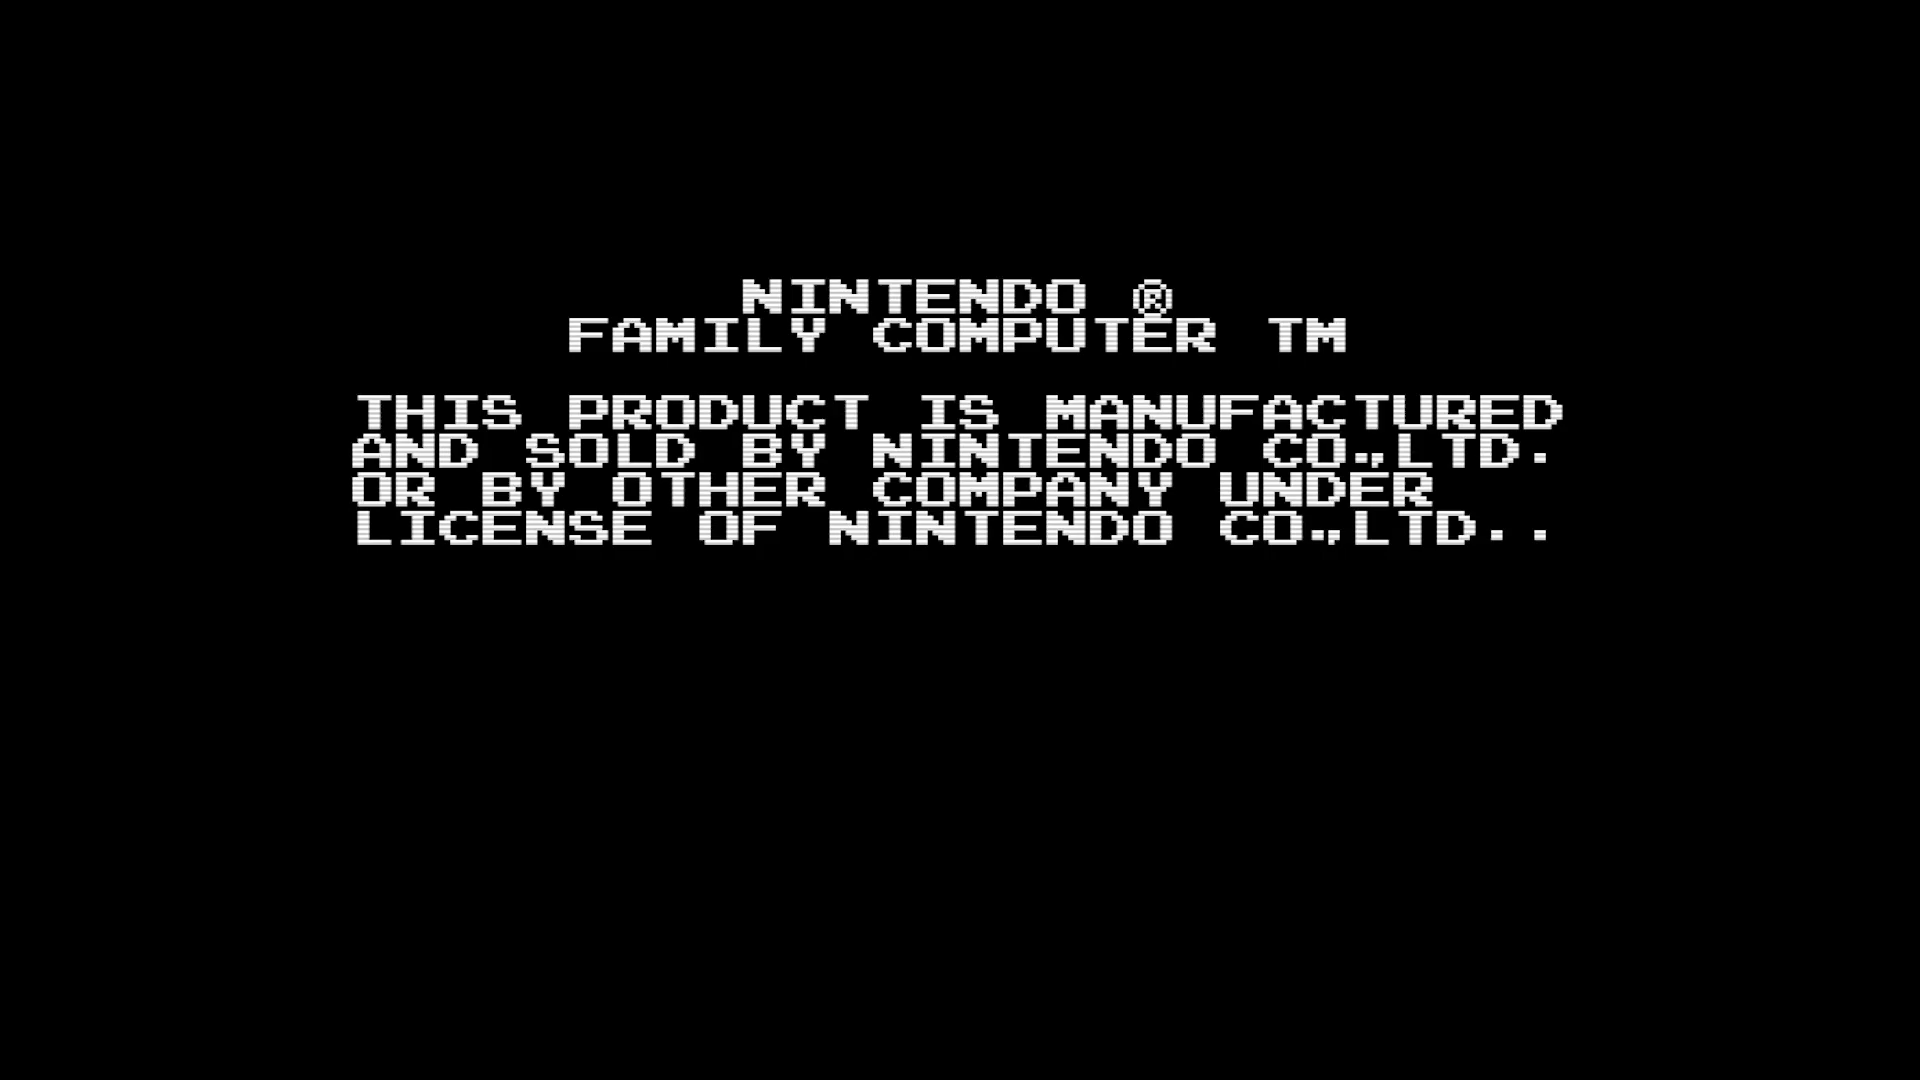 NINTENDO ®
FAMILY COMPUTER TM
THIS PRODUCT IS MANUFACTURED
AND SOLD BY NINTENDO CO.,LTD.
OR BY OTHER COMPANY UNDER
LICENSE OF NINTENDO CO.,LTD..